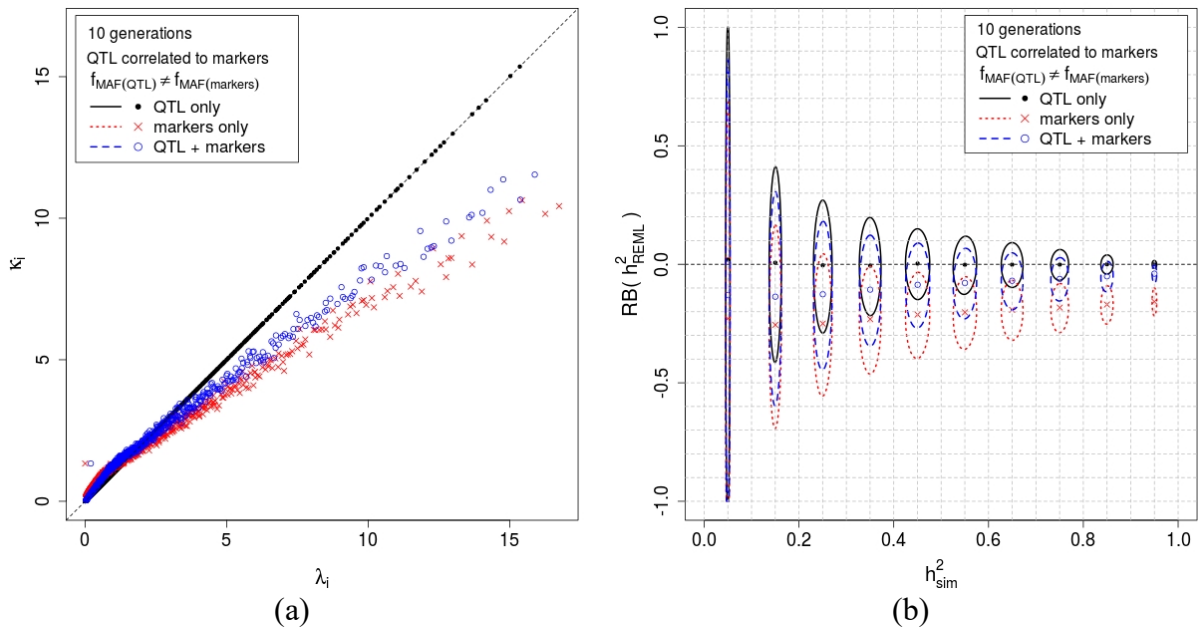 10 generations
QTL correlated to markers
fMAF(QTL) ≠ fMAF(markers)
QTL only
markers only
QTL + markers
15
10
5
0
κi
0 5 10 15
λi
(a)
10 generations
QTL correlated to markers
fMAF(QTL) ≠ fMAF(markers)
QTL only
markers only
QTL + markers
1.0
0.5
0.0
-0.5
-1.0
RB( h²REML )
0.0 0.2 0.4 0.6 0.8 1.0
h²sim
(b)